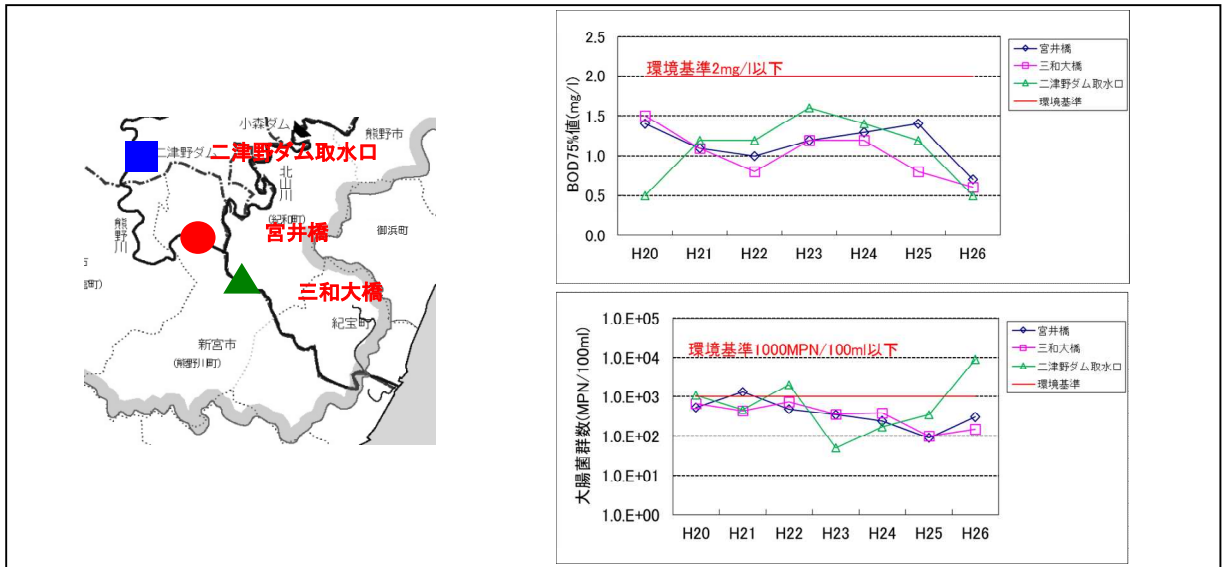 小森ダム
熊野市
二津野ダム
二津野ダム取水口
北山川
熊野川
(紀和町)
宮井橋
御浜町
三和大橋
紀宝町
新宮市
(熊野川町)
BOD75%値(mg/l)
2.5
2.0
1.5
1.0
0.5
0.0
環境基準2mg/l以下
H20 H21 H22 H23 H24 H25 H26
宮井橋
三和大橋
二津野ダム取水口
環境基準
大腸菌群数(MPN/100ml)
1.0.E+05
1.0.E+04
1.0.E+03
1.0.E+02
1.0.E+01
1.0.E+00
環境基準1000MPN/100ml以下
H20 H21 H22 H23 H24 H25 H26
宮井橋
三和大橋
二津野ダム取水口
環境基準